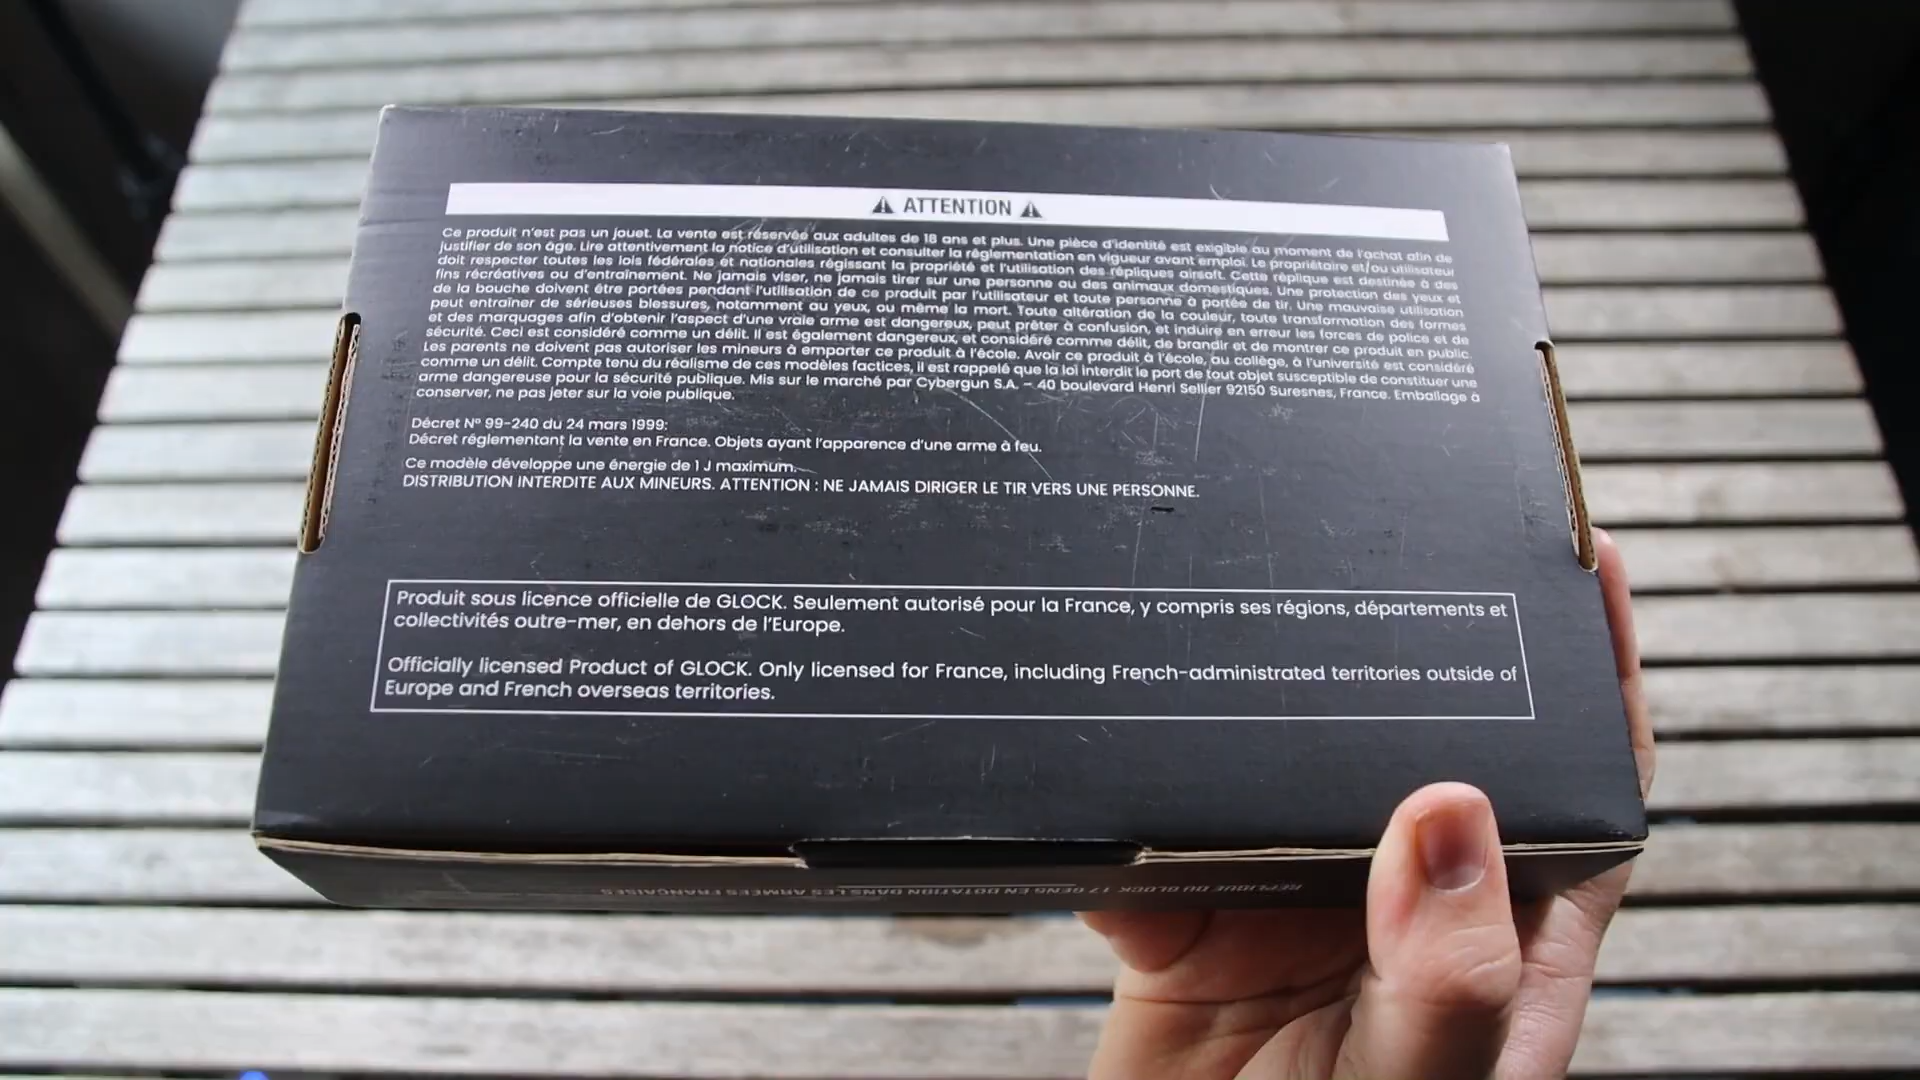 ATTENTION
Ce produit n'est pas un jouet. La vente est réservée aux adultes de 18 ans et plus. Une pièce d'identité est exigible au moment de l'achat afin de
justifier de son âge. Lire attentivement la notice d'utilisation et consulter la réglementation en vigueur avant emploi. Le propriétaire et/ou utilisateur
doit respecter toutes les lois fédérales et nationales régissant la propriété et l'utilisation des répliques airsoft. Cette réplique est destinée à des
fins récréatives ou d'entraînement. Ne jamais viser, ne jamais tirer sur une personne ou des animaux domestiques. Une protection des yeux et
de la bouche doivent être portées pendant l'utilisation de ce produit par l'utilisateur et toute personne à portée de tir. Une mauvaise utilisation
peut entraîner de sérieuses blessures, notamment au yeux, ou même la mort. Toute altération de la couleur, toute transformation des formes
et des marquages afin d'obtenir l'aspect d'une vraie arme est dangereux, peut prêter à confusion, et induire en erreur les forces de police et de
sécurité. Ceci est considéré comme un délit. Il est également dangereux, et considéré comme délit, de brandir et de montrer ce produit en public.
Les parents ne doivent pas autoriser les mineurs à emporter ce produit à l'école. Avoir ce produit à l'école, au collège, à l'université est considéré
comme un délit. Compte tenu du réalisme de ces modèles factices, il est rappelé que la loi interdit le port de tout objet susceptible de constituer une
arme dangereuse pour la sécurité publique. Mis sur le marché par Cybergun S.A. - 40 boulevard Henri Sellier 92150 Suresnes, France. Emballage à
conserver, ne pas jeter sur la voie publique.
Décret N° 99-240 du 24 mars 1999:
Décret réglementant la vente en France. Objets ayant l'apparence d'une arme à feu.
Ce modèle développe une énergie de 1 J maximum.
DISTRIBUTION INTERDITE AUX MINEURS. ATTENTION : NE JAMAIS DIRIGER LE TIR VERS UNE PERSONNE.
Produit sous licence officielle de GLOCK. Seulement autorisé pour la France, y compris ses régions, départements et
collectivités outre-mer, en dehors de l'Europe.
Officially licensed Product of GLOCK. Only licensed for France, including French-administrated territories outside of
Europe and French overseas territories.
RÉPLIQUE DU GLOCK 17 GEN5 EN DOTATION DANS LES ARMÉES FRANÇAISES